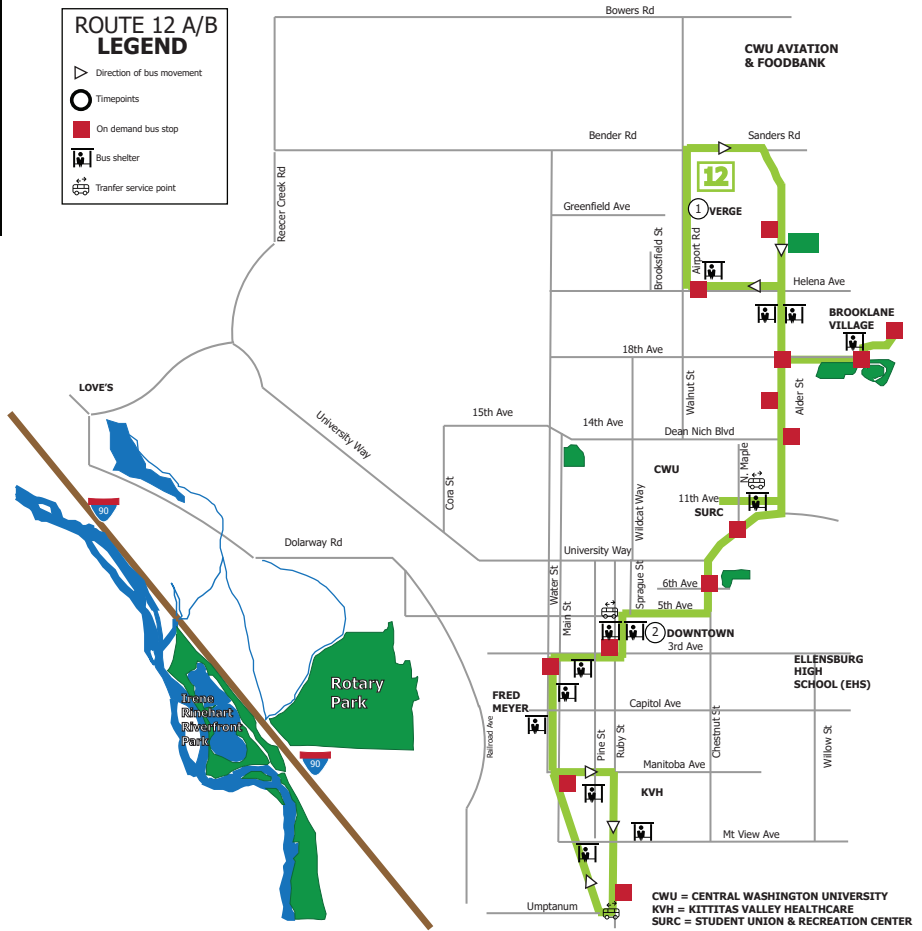 ROUTE 12 A/B
LEGEND
Direction of bus movement
Timepoints
On demand bus stop
Bus shelter
Tranfer service point
Bowers Rd
CWU AVIATION
& FOODBANK
Bender Rd
Sanders Rd
12
Reecer Creek Rd
Greenfield Ave
1
VERGE
Brooksfield St
Airport Rd
Helena Ave
BROOKLANE
VILLAGE
18th Ave
LOVE'S
Walnut St
Alder St
University Way
15th Ave
14th Ave
Dean Nich Blvd
CWU
N. Maple
Cora St
Wildcat Way
11th Ave
SURC
90
Dolarway Rd
University Way
Water St
Main St
Sprague St
6th Ave
5th Ave
2
DOWNTOWN
3rd Ave
ELLENSBURG
HIGH
SCHOOL (EHS)
Rotary
Park
FRED
MEYER
Irene
Rinehart
Riverfront
Park
Capitol Ave
Railroad Ave
Pine St
Ruby St
Chestnut St
Willow St
90
Manitoba Ave
KVH
Mt View Ave
Umptanum
CWU = CENTRAL WASHINGTON UNIVERSITY
KVH = KITTITAS VALLEY HEALTHCARE
SURC = STUDENT UNION & RECREATION CENTER